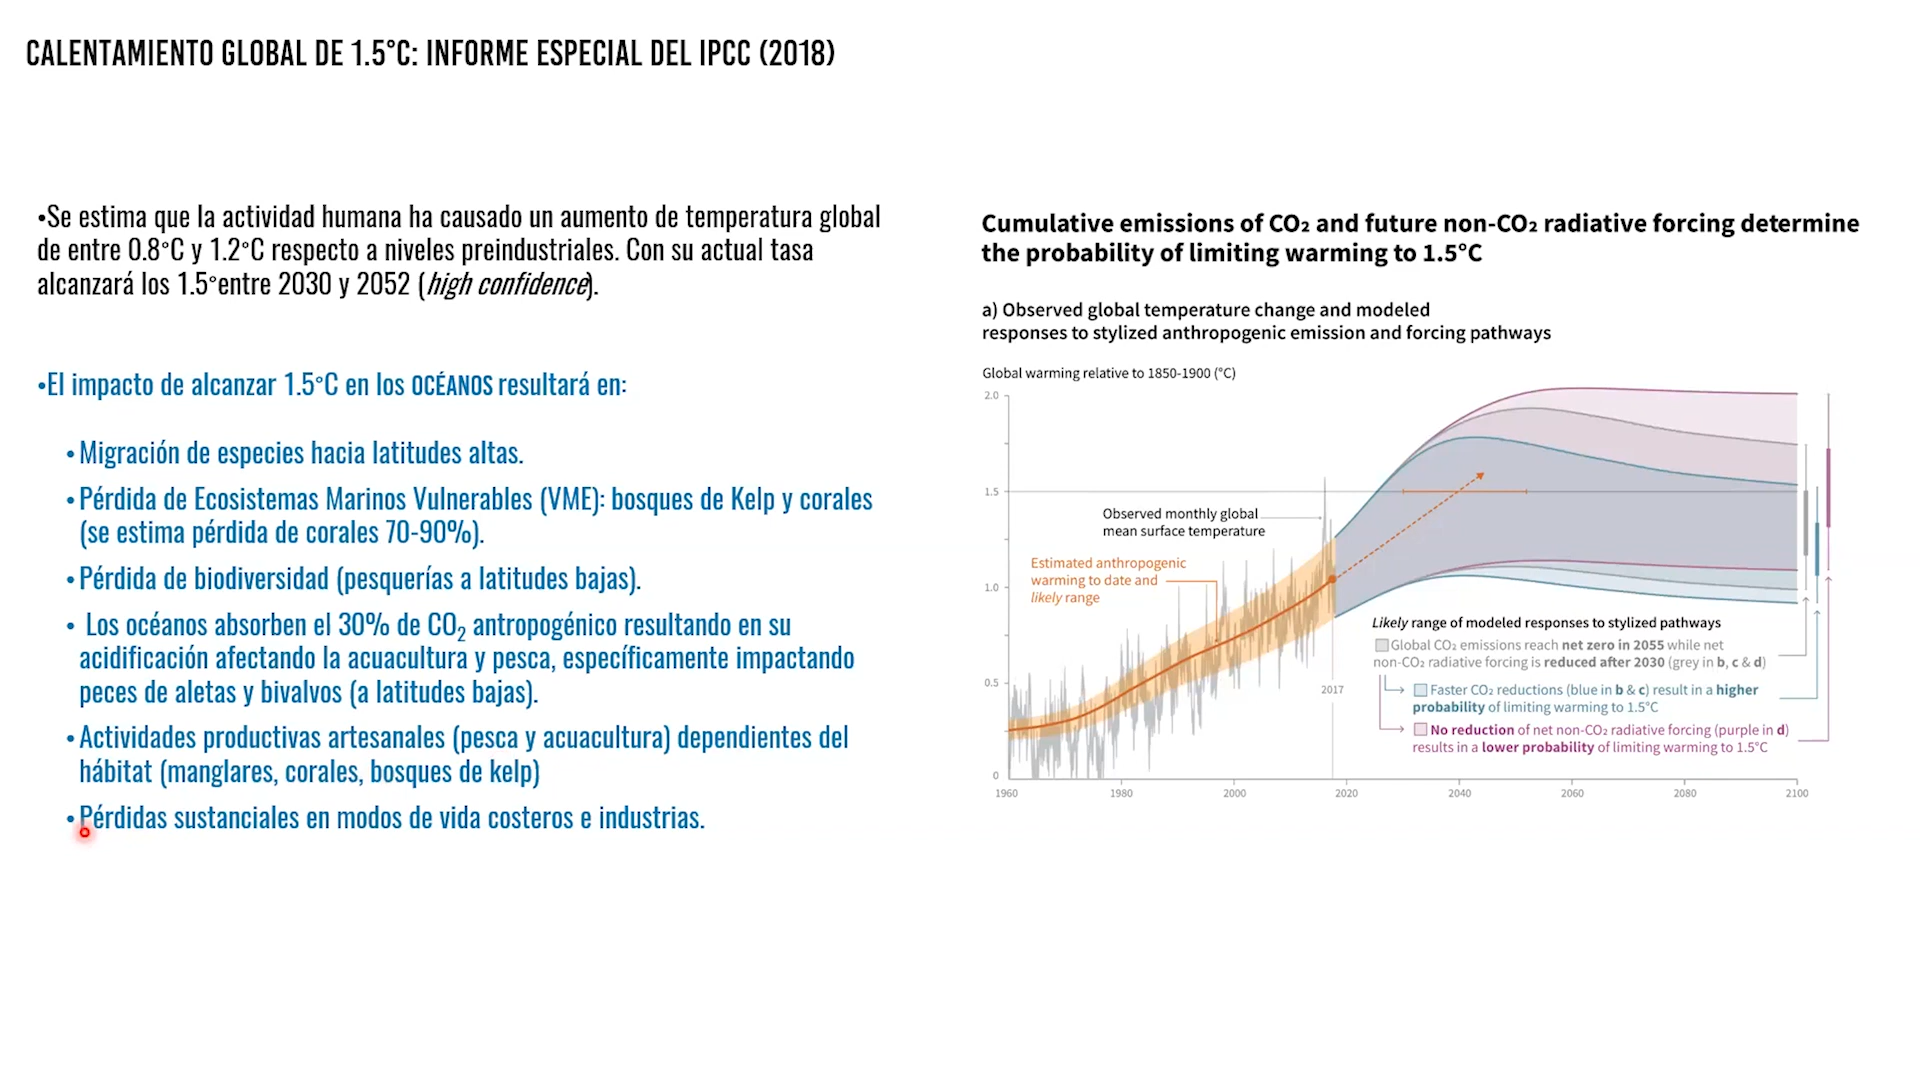 CALENTAMIENTO GLOBAL DE 1.5°C: INFORME ESPECIAL DEL IPCC (2018)
•Se estima que la actividad humana ha causado un aumento de temperatura global
de entre 0.8°C y 1.2°C respecto a niveles preindustriales. Con su actual tasa
alcanzará los 1.5°entre 2030 y 2052 (high confidence).
•El impacto de alcanzar 1.5°C en los OCÉANOS resultará en:
• Migración de especies hacia latitudes altas.
• Pérdida de Ecosistemas Marinos Vulnerables (VME): bosques de Kelp y corales
(se estima pérdida de corales 70-90%).
• Pérdida de biodiversidad (pesquerías a latitudes bajas).
• Los océanos absorben el 30% de CO₂ antropogénico resultando en su
acidificación afectando la acuacultura y pesca, específicamente impactando
peces de aletas y bivalvos (a latitudes bajas).
• Actividades productivas artesanales (pesca y acuacultura) dependientes del
hábitat (manglares, corales, bosques de kelp)
• Pérdidas sustanciales en modos de vida costeros e industrias.
Cumulative emissions of CO₂ and future non-CO₂ radiative forcing determine
the probability of limiting warming to 1.5°C
a) Observed global temperature change and modeled
responses to stylized anthropogenic emission and forcing pathways
Global warming relative to 1850-1900 (°C)
2.0
1.5
Observed monthly global
mean surface temperature
Estimated anthropogenic
warming to date and
likely range
1.0
0.5
0
2017
Likely range of modeled responses to stylized pathways
Global CO₂ emissions reach net zero in 2055 while net
non-CO₂ radiative forcing is reduced after 2030 (grey in b, c & d)
Faster CO₂ reductions (blue in b & c) result in a higher
probability of limiting warming to 1.5°C
No reduction of net non-CO₂ radiative forcing (purple in d)
results in a lower probability of limiting warming to 1.5°C
1960 1980 2000 2020 2040 2060 2080 2100